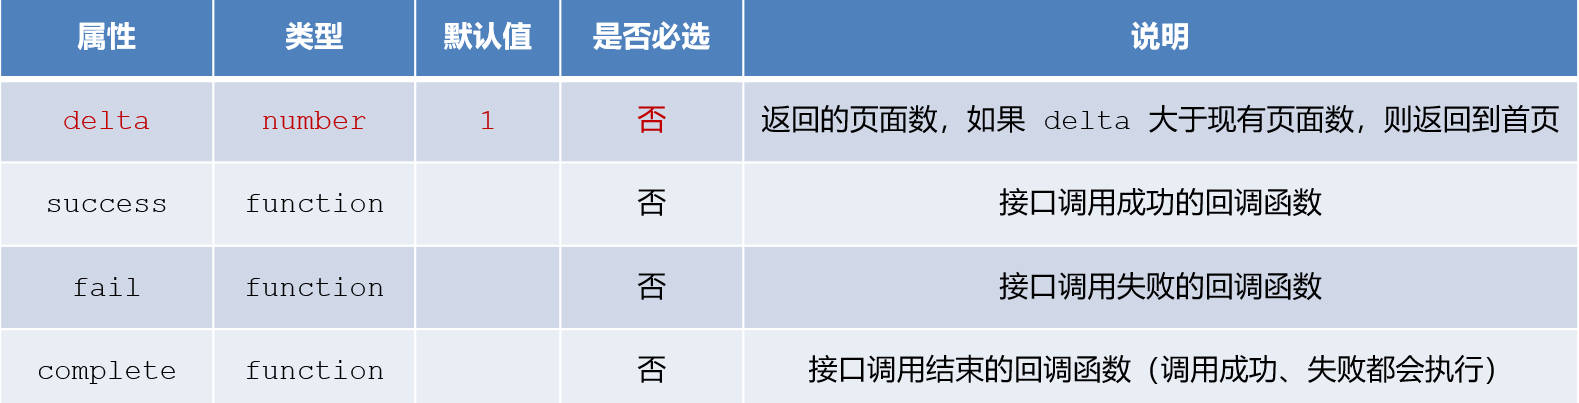 属性 类型 默认值 是否必选 说明
delta number 1 否 返回的页面数，如果 delta 大于现有页面数，则返回到首页
success function 否 接口调用成功的回调函数
fail function 否 接口调用失败的回调函数
complete function 否 接口调用结束的回调函数（调用成功、失败都会执行）